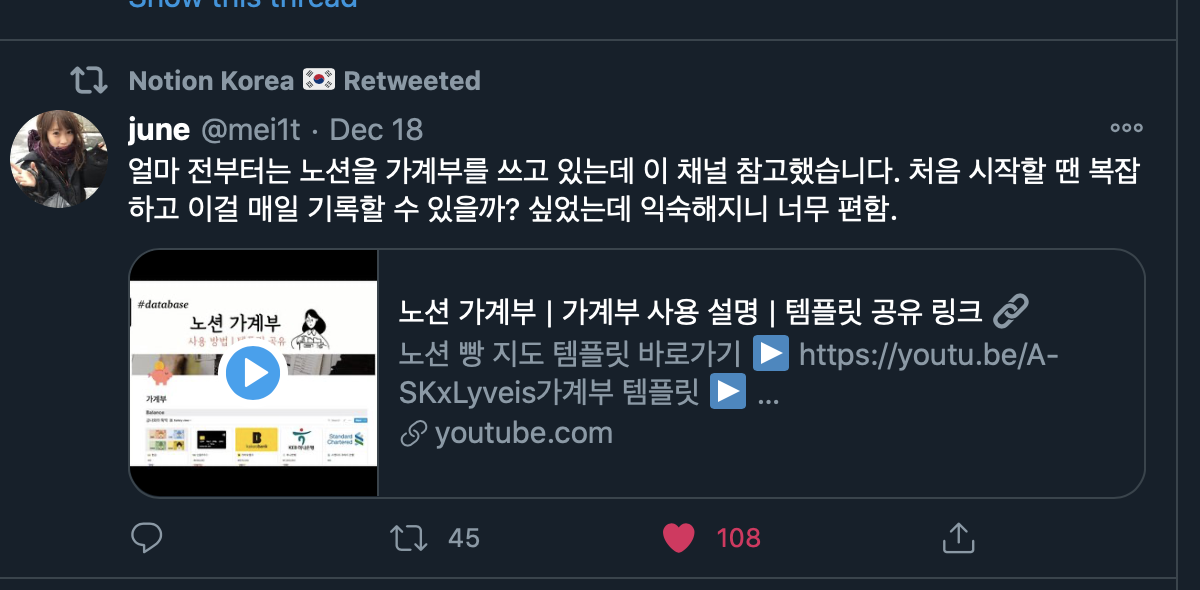 Show this thread
Notion Korea 🇰🇷 Retweeted
june @mei1t · Dec 18
얼마 전부터는 노션을 가계부를 쓰고 있는데 이 채널 참고했습니다. 처음 시작할 땐 복잡
하고 이걸 매일 기록할 수 있을까? 싶었는데 익숙해지니 너무 편함.
#database
노션 가계부
사용 방법 | 템플릿 공유
가계부
Balance
Standard
Chartered
노션 가계부 | 가계부 사용 설명 | 템플릿 공유 링크 🔗
노션 빵 지도 템플릿 바로가기 ▶️ https://youtu.be/A-
SKxLyveis가계부 템플릿 ▶️ ...
youtube.com
45
108